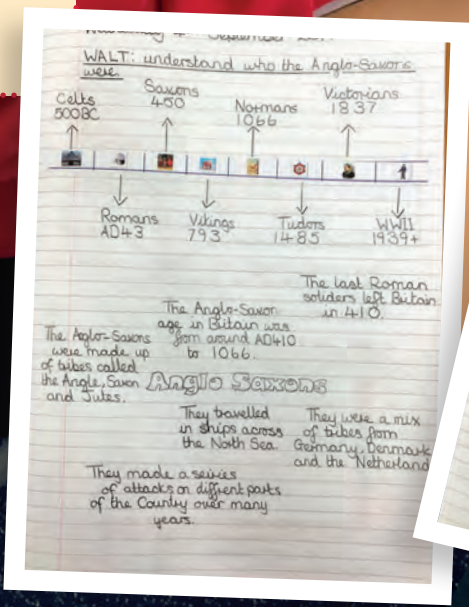 September
WALT: understand who the Anglo-Saxons
were.
Celts
500BC
Saxons
450
Normans
1066
Victorians
1837
Romans
AD43
Vikings
793
Tudors
1485
WWII
1939+
The last Roman
soliders left Britain
in 410.
The Anglo-Saxon
age in Britain was
from around AD410
to 1066.
The Anglo-Saxons
were made up
of tribes called
the Angle, Saxon
and Jutes.
Anglo Saxons
They travelled
in ships across
the North Sea.
They were a mix
of tribes from
Germany, Denmark
and the Netherland
They made a seiries
of attacks on diffrent parts
of the Country over many
years.